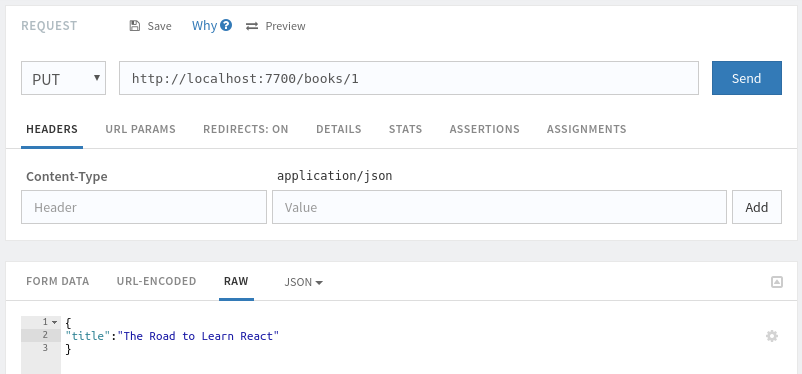 REQUEST Save Why? Preview
PUT http://localhost:7700/books/1 Send
HEADERS URL PARAMS REDIRECTS: ON DETAILS STATS ASSERTIONS ASSIGNMENTS
Content-Type application/json
Header Value Add
FORM DATA URL-ENCODED RAW JSON
1 {
2 "title":"The Road to Learn React"
3 }